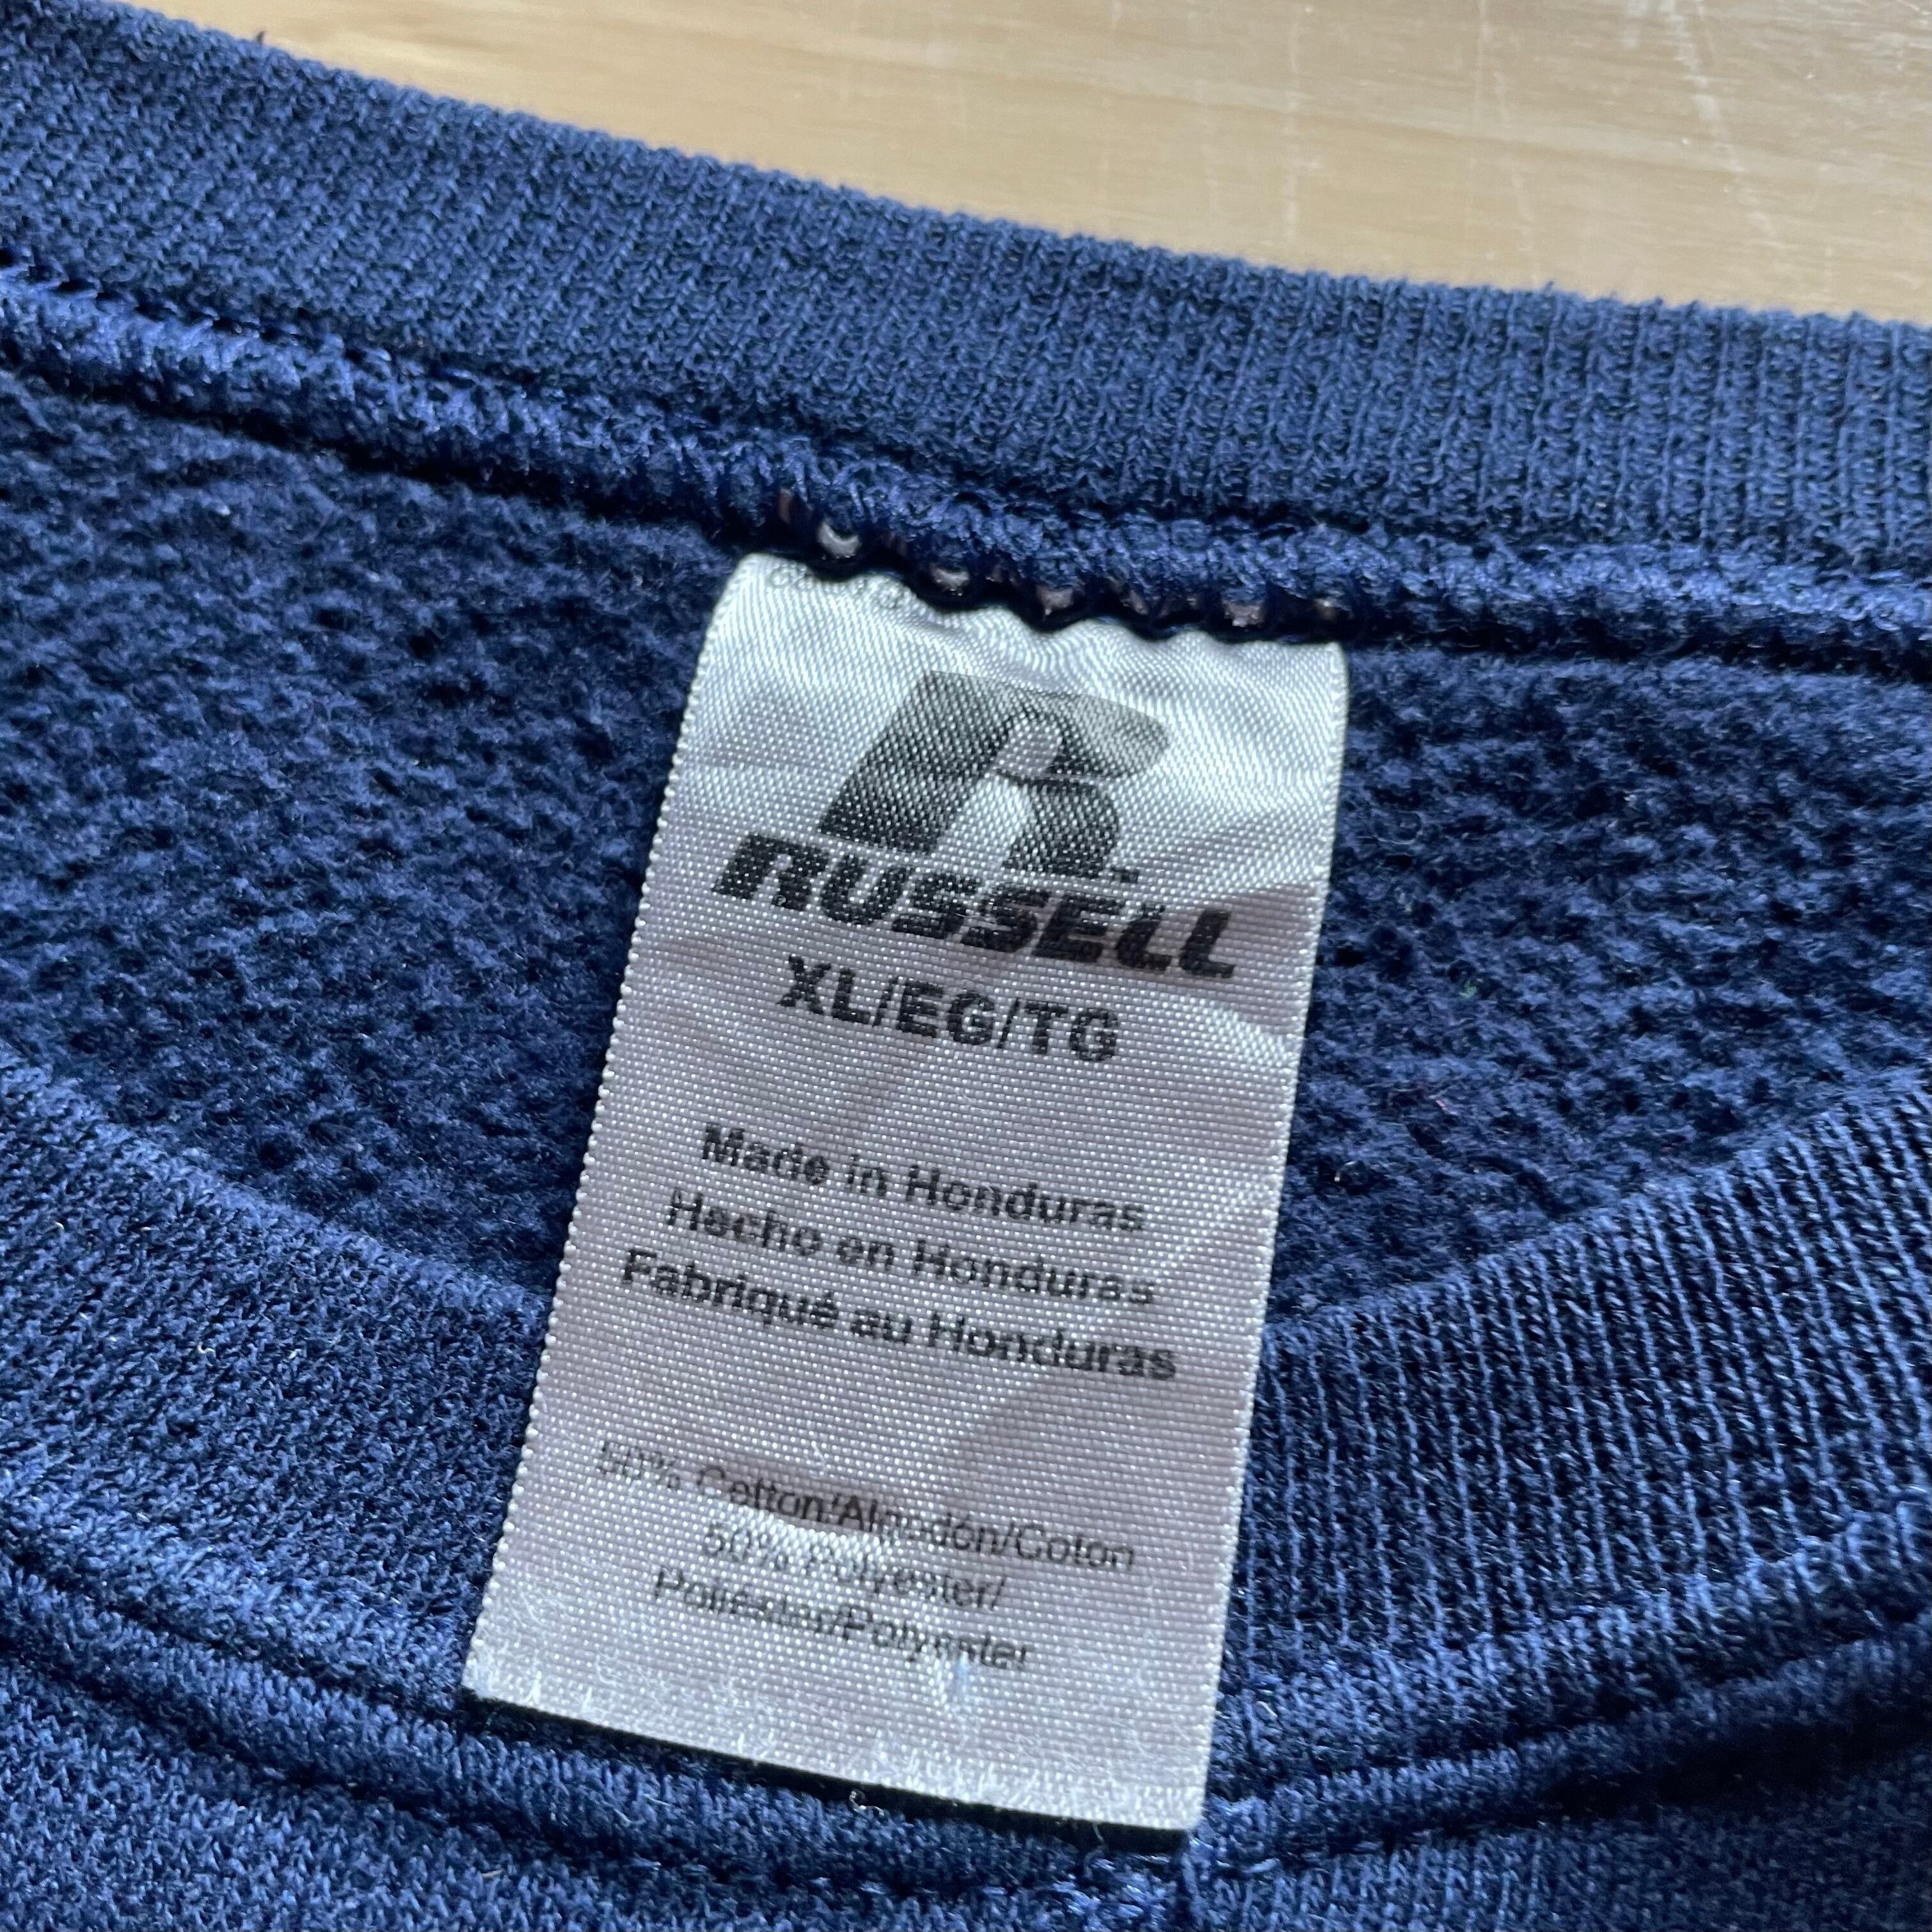 R
RUSSELL
XL/EG/TG
Made in Honduras
Hecho en Honduras
Fabriqué au Honduras
50% Cotton/Algodón/Coton
50% Polyester/
Poliéster/Polyester